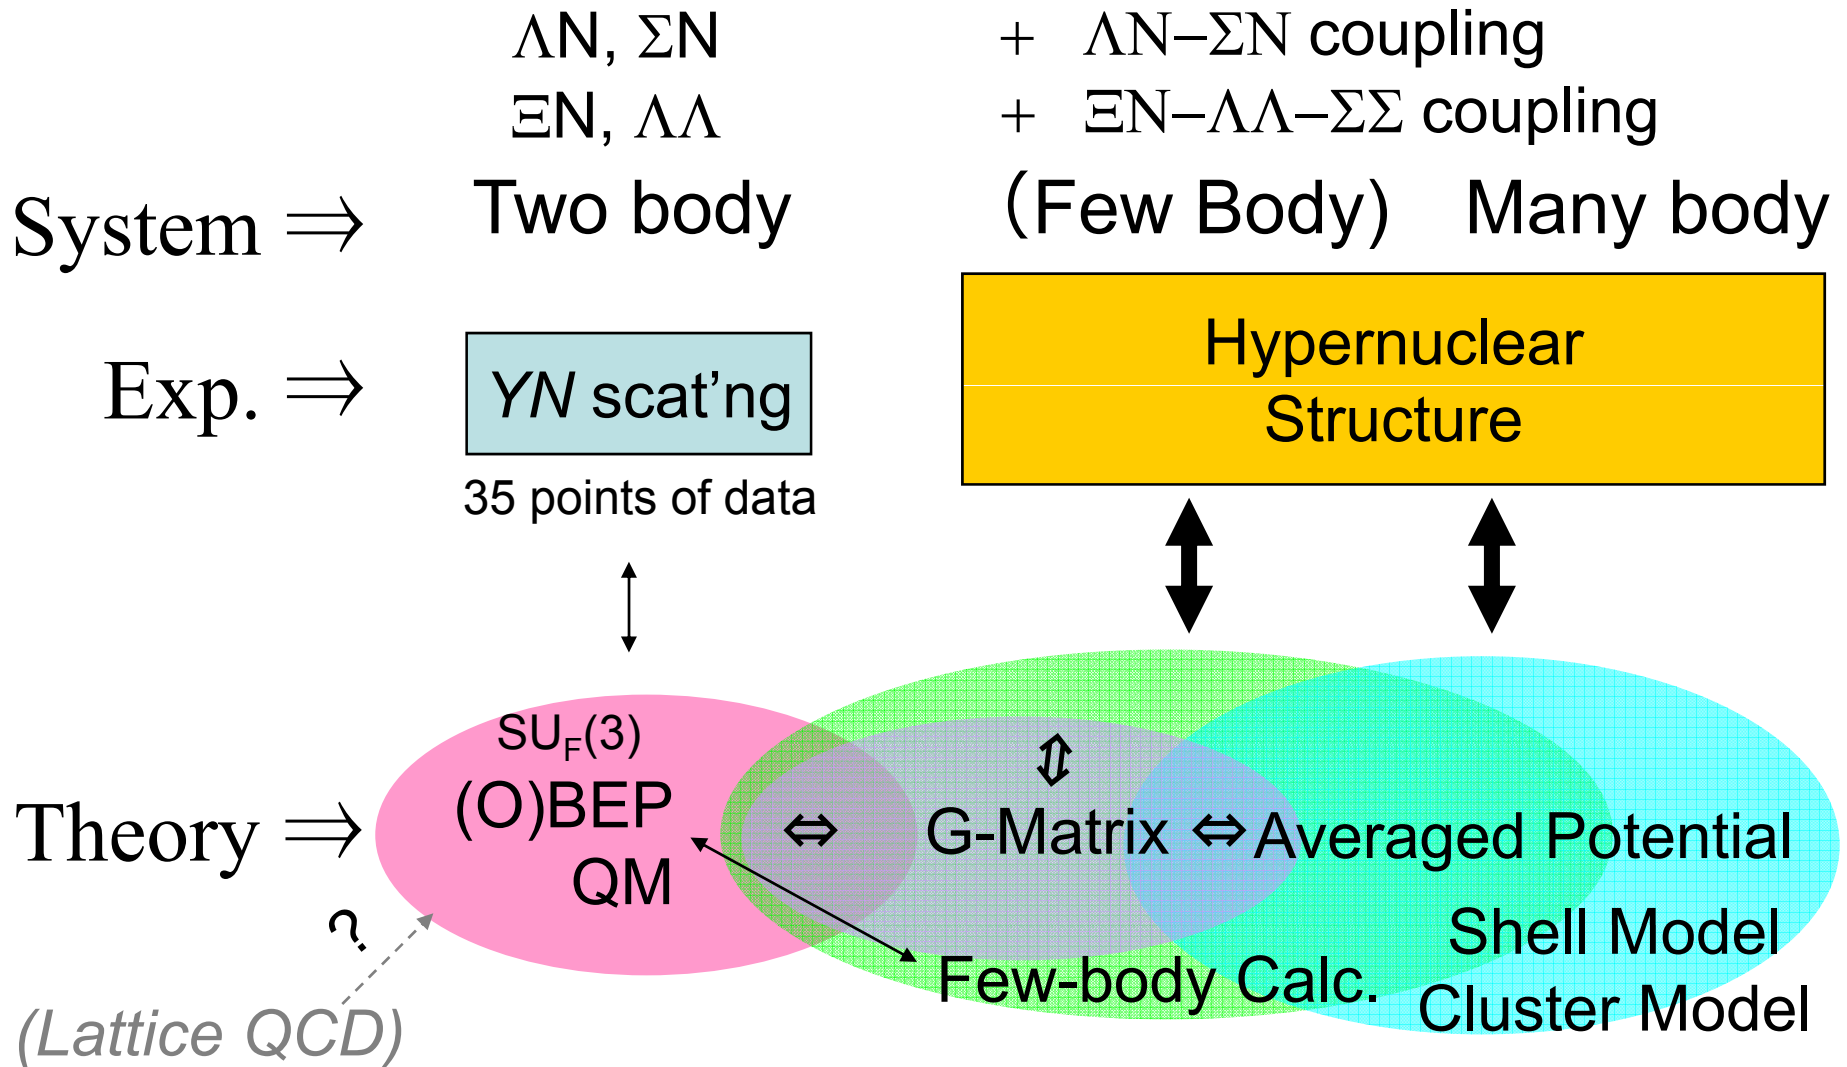 ΛN, ΣN
+ ΛN–ΣN coupling
ΞN, ΛΛ
+ ΞN–ΛΛ–ΣΣ coupling
System ⇒ Two body (Few Body) Many body
Exp. ⇒ YN scat’ng
Hypernuclear
Structure
35 points of data
SU_F(3)
(O)BEP
QM
Theory ⇒
⇔ G-Matrix ⇔ Averaged Potential
⇕
Few-body Calc.
Shell Model
Cluster Model
?
(Lattice QCD)